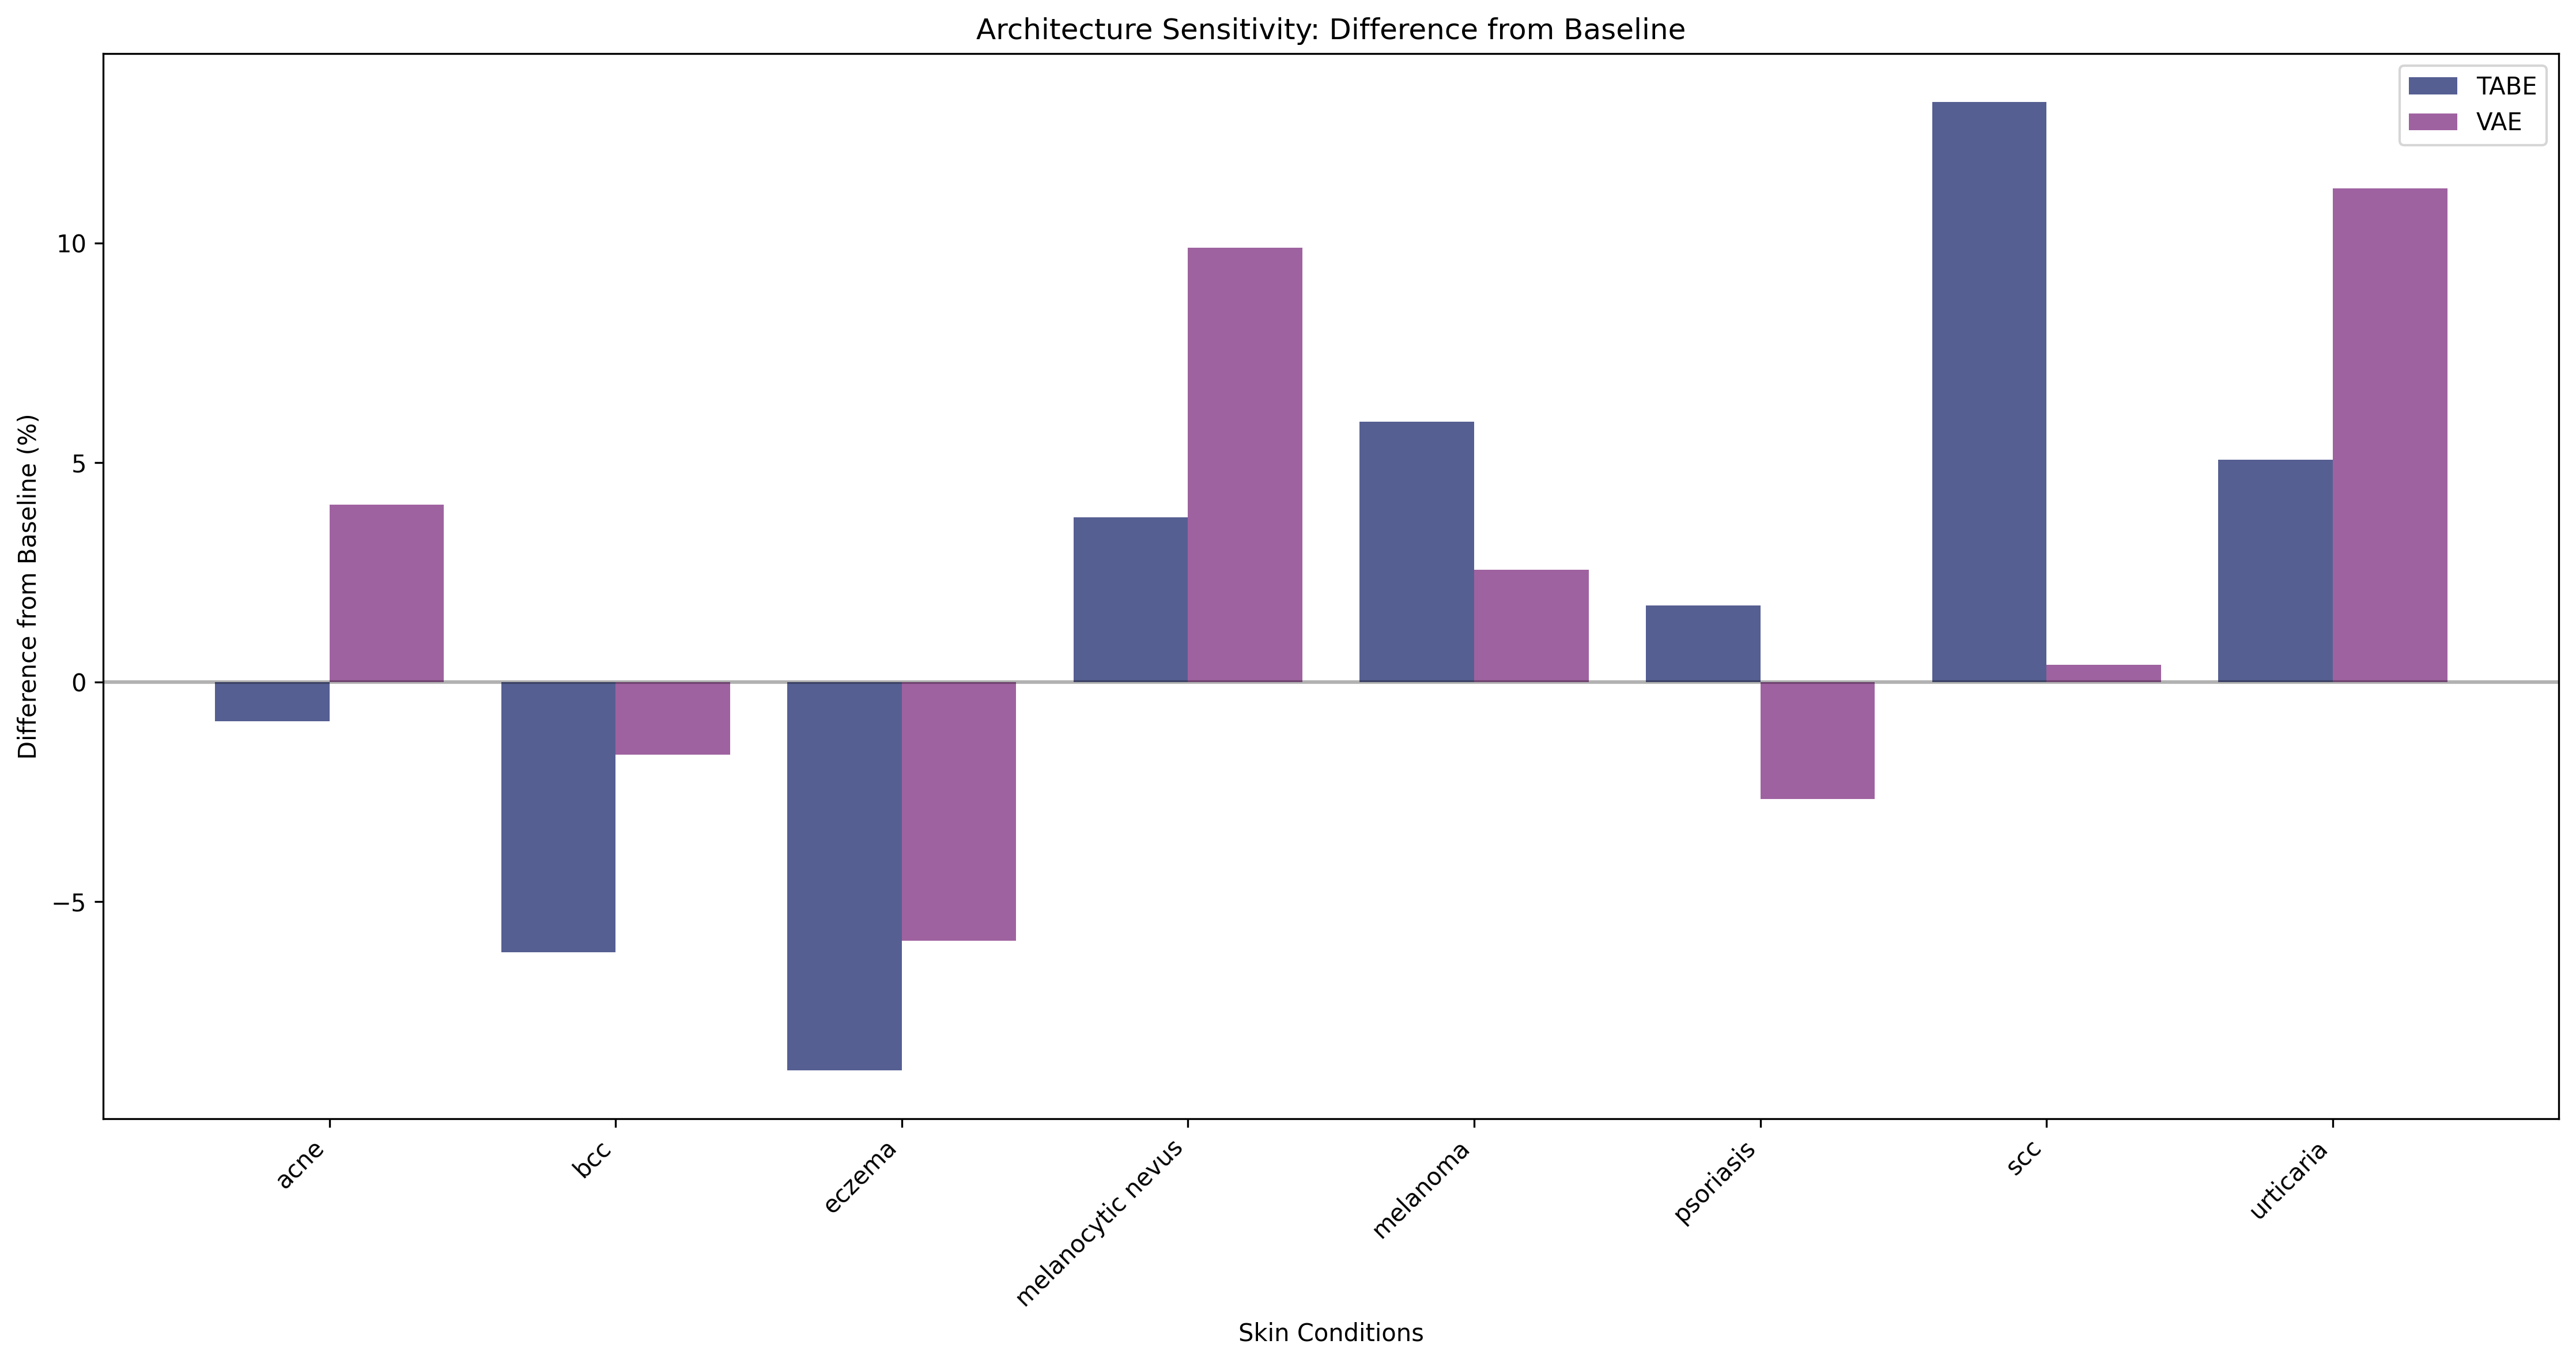 Architecture Sensitivity: Difference from Baseline
TABE
VAE
Difference from Baseline (%)
10
5
0
−5
acne
bcc
eczema
melanocytic nevus
melanoma
psoriasis
scc
urticaria
Skin Conditions